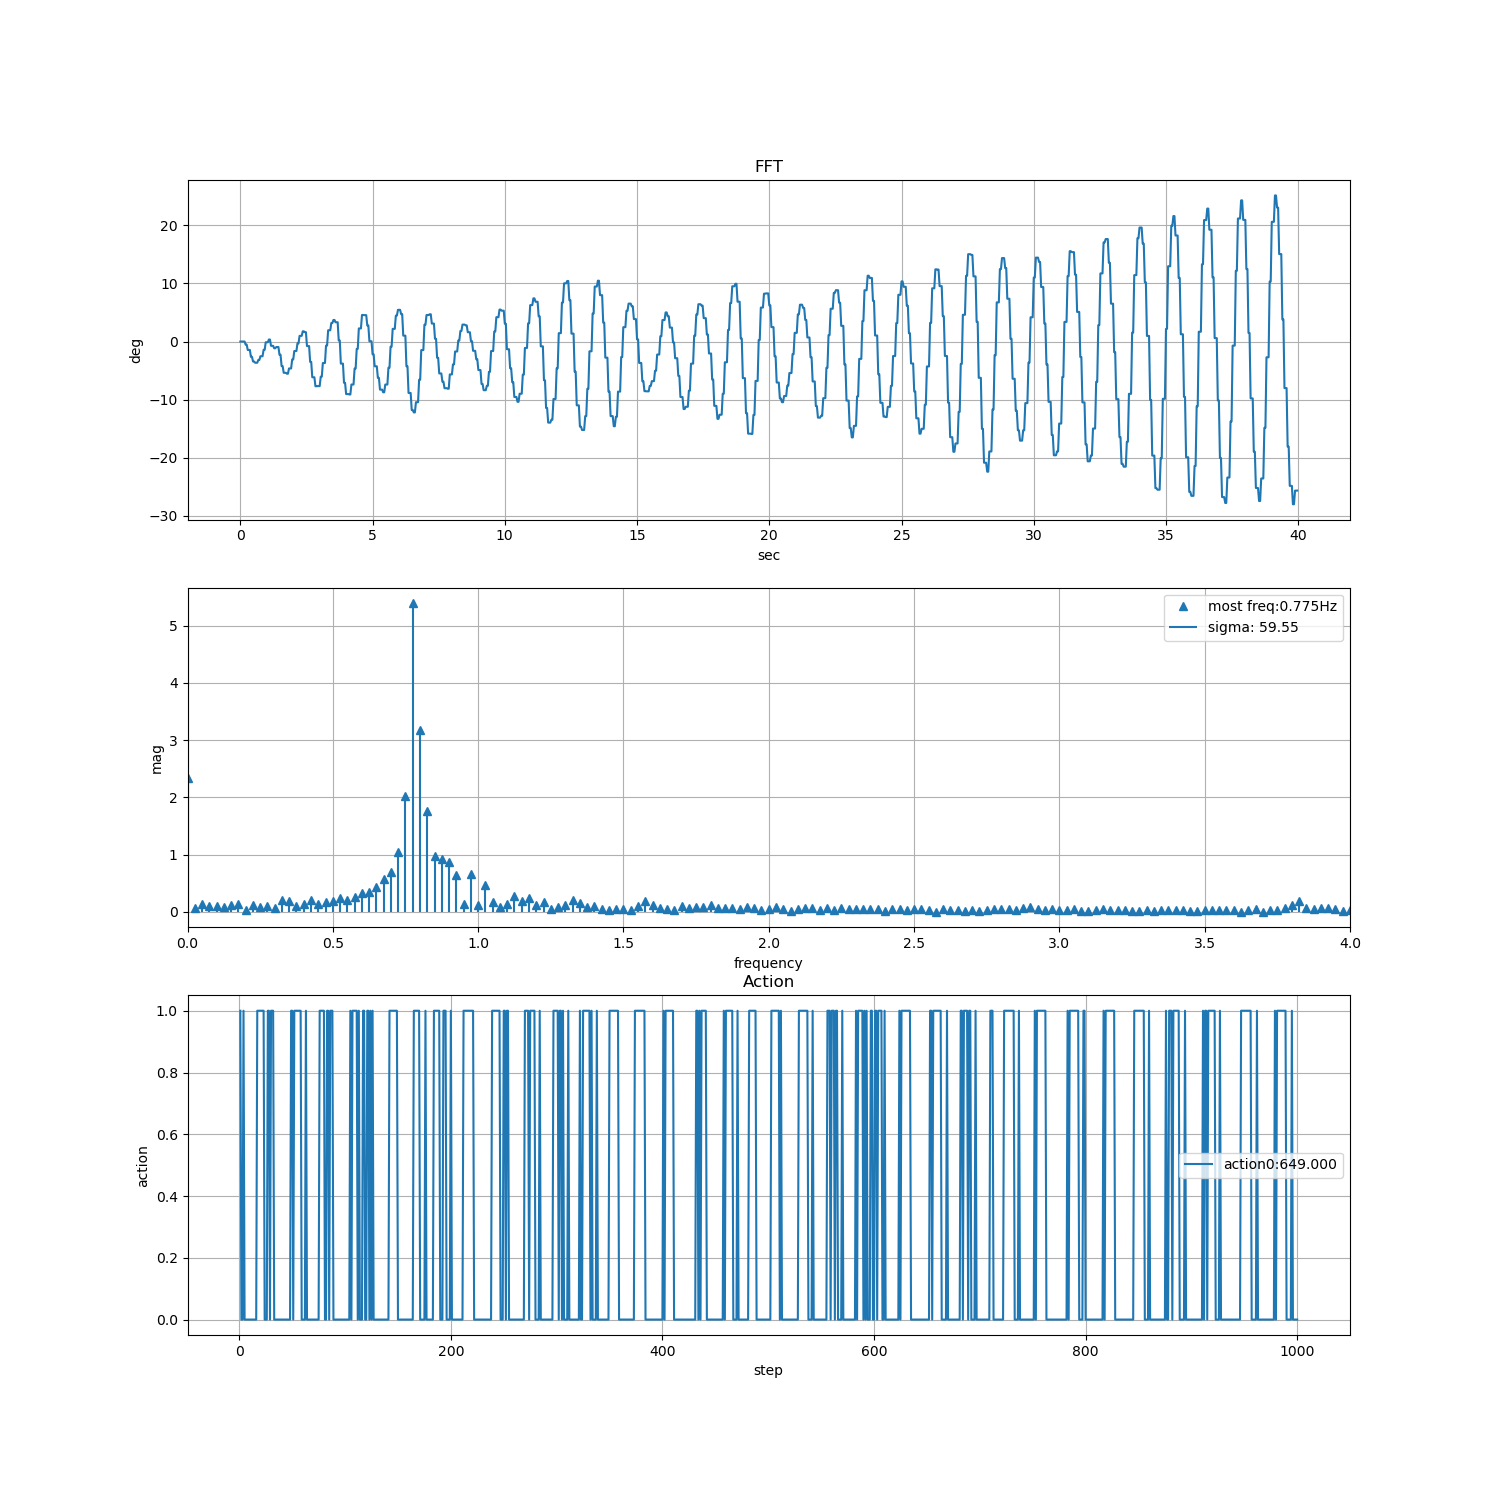 FFT
deg
20
10
0
−10
−20
−30
0 5 10 15 20 25 30 35 40
sec
most freq:0.775Hz
sigma: 59.55
mag
5
4
3
2
1
0
0.0 0.5 1.0 1.5 2.0 2.5 3.0 3.5 4.0
frequency
Action
action
1.0
0.8
0.6
0.4
0.2
0.0
action0:649.000
0 200 400 600 800 1000
step